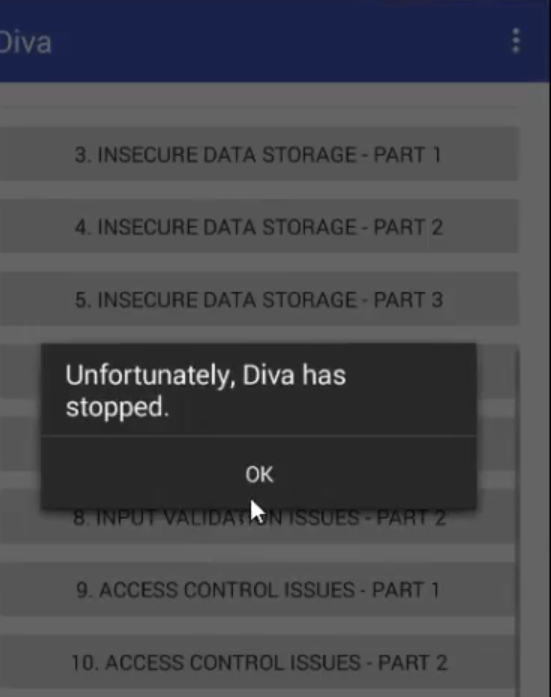 Diva
3. INSECURE DATA STORAGE - PART 1
4. INSECURE DATA STORAGE - PART 2
5. INSECURE DATA STORAGE - PART 3
Unfortunately, Diva has
stopped.
OK
8. INPUT VALIDATION ISSUES - PART 2
9. ACCESS CONTROL ISSUES - PART 1
10. ACCESS CONTROL ISSUES - PART 2